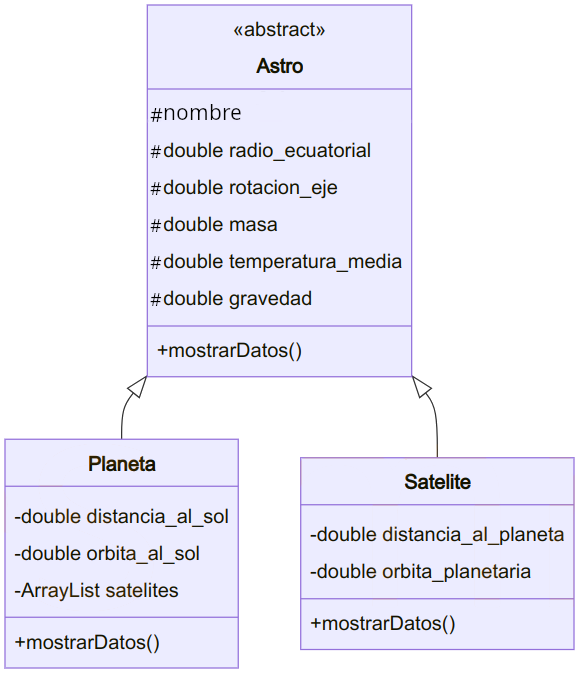 «abstract»
Astro
#nombre
#double radio_ecuatorial
#double rotacion_eje
#double masa
#double temperatura_media
#double gravedad
+mostrarDatos()
Planeta
-double distancia_al_sol
-double orbita_al_sol
-ArrayList satelites
+mostrarDatos()
Satelite
-double distancia_al_planeta
-double orbita_planetaria
+mostrarDatos()